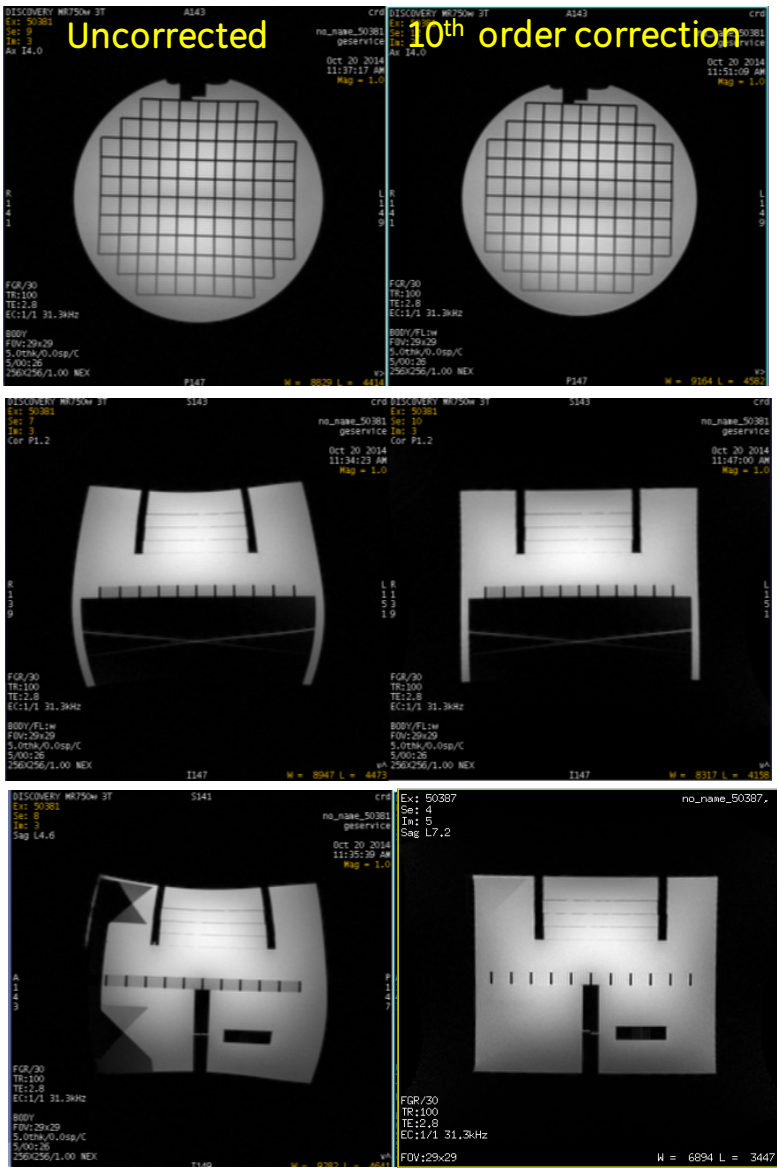 Uncorrected
10th order correction
DISCOVERY MR750w 3T A143 crd
Ex: 50381
Se: 9 no_name_50381
Im: 3 geservice
Ax I4.0
Oct 20 2014
11:37:17 AM
Mag = 1.0
R
1
4
1
L
1
4
9
FGR/30
TR:100
TE:2.8
EC:1/1 31.3kHz
BODY
FOV:29x29
5.0thk/0.0sp/C
5/00:26
256X256/1.00 NEX v>
P147 W = 8829 L = 4414
DISCOVERY MR750w 3T A143 crd
Ex: 50381
no_name_50381
Im: 3 geservice
Ax I4.0
Oct 20 2014
11:51:09 AM
Mag = 1.0
R
1
4
1
L
1
4
9
FGR/30
TR:100
TE:2.8
EC:1/1 31.3kHz
BODY/FL:w
FOV:29x29
5.0thk/0.0sp/C
5/00:26
256X256/1.00 NEX v>
P147 W = 9164 L = 4582
DISCOVERY MR750w 3T S143 crd
Ex: 50381
Se: 7 no_name_50381
Im: 3 geservice
Cor P1.2
Oct 20 2014
11:34:23 AM
Mag = 1.0
R
1
3
9
L
1
5
1
FGR/30
TR:100
TE:2.8
EC:1/1 31.3kHz
BODY/FL:w
FOV:29x29
5.0thk/0.0sp/C
5/00:26
256X256/1.00 NEX v^
I147 W = 8947 L = 4473
DISCOVERY MR750w 3T S143 crd
Ex: 50381
Se: 10 no_name_50381
Im: 3 geservice
Cor P1.2
Oct 20 2014
11:47:00 AM
Mag = 1.0
R
1
3
9
L
1
5
1
FGR/30
TR:100
TE:2.8
EC:1/1 31.3kHz
BODY/FL:w
FOV:29x29
5.0thk/0.0sp/C
5/00:26
256X256/1.00 NEX v^
I147 W = 8317 L = 4158
DISCOVERY MR750w 3T S141 crd
Ex: 50381
Se: 8 no_name_50381
Im: 3 geservice
Sag L4.6
Oct 20 2014
11:35:39 AM
Mag = 1.0
A
1
4
3
P
1
4
7
FGR/30
TR:100
TE:2.8
EC:1/1 31.3kHz
BODY
FOV:29x29
5.0thk/0.0sp/C
5/00:26
256X256/1.00 NEX v^
I149 W = 9282 L = 4641
Ex: 50387 no_name_50387,
Se: 4
Im: 5
Sag L7.2
FGR/30
TR:100
TE:2.8
EC:1/1 31.3kHz
FOV:29x29 W = 6894 L = 3447